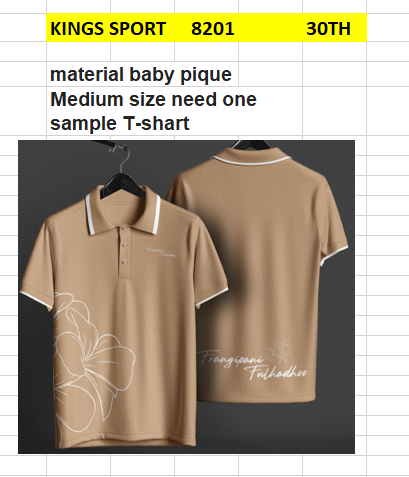 KINGS SPORT 8201 30TH
material baby pique
Medium size need one
sample T-shart
Frangipani
Fulhadhoo
Frangipani
Fulhadhoo